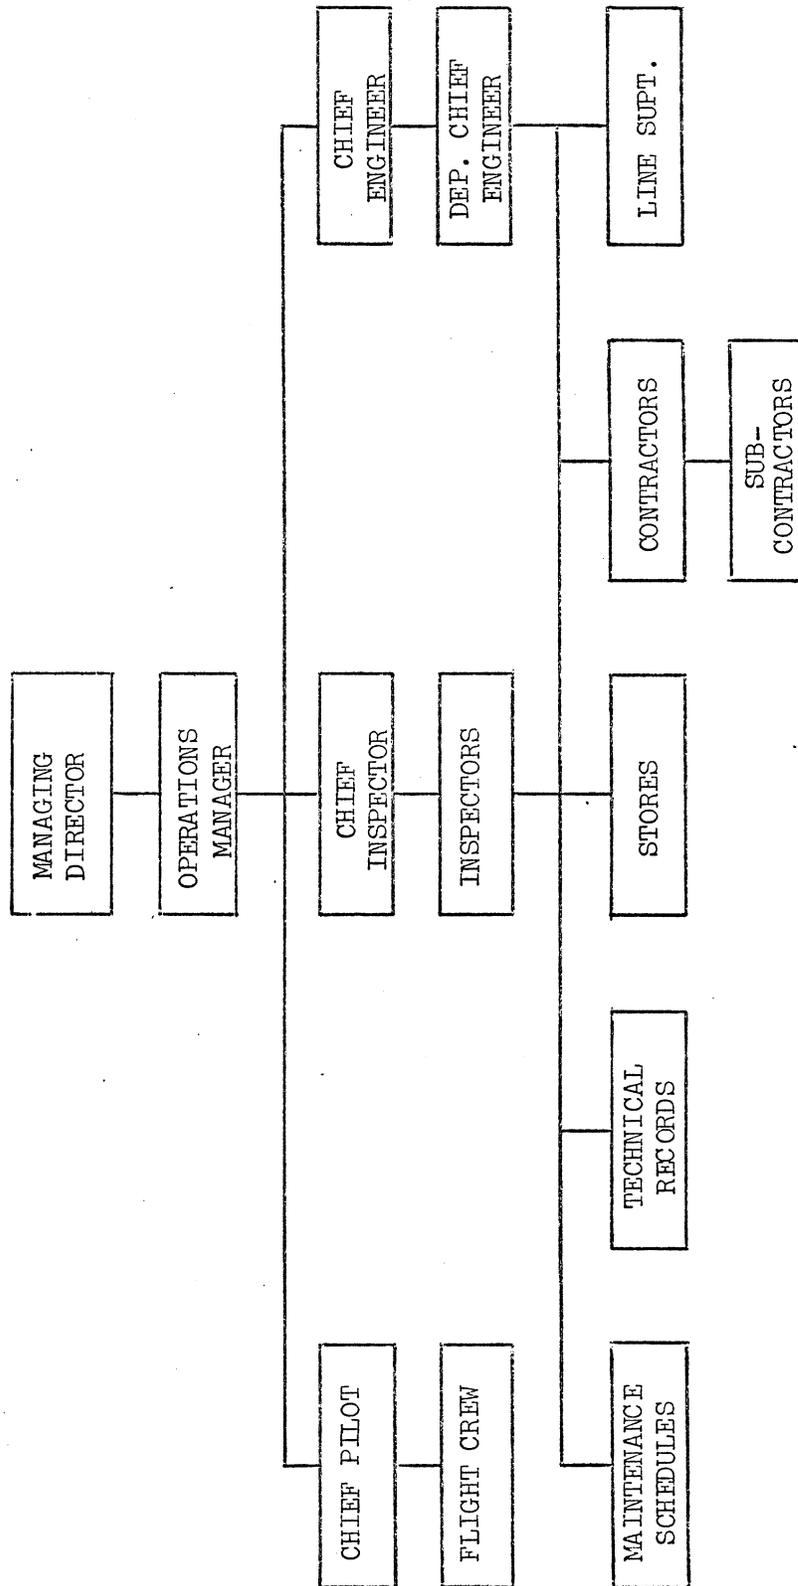 MANAGING
DIRECTOR
OPERATIONS
MANAGER
CHIEF PILOT
CHIEF
INSPECTOR
CHIEF
ENGINEER
FLIGHT CREW
INSPECTORS
DEP. CHIEF
ENGINEER
MAINTENANCE
SCHEDULES
TECHNICAL
RECORDS
STORES
CONTRACTORS
LINE SUPT.
SUB-
CONTRACTORS